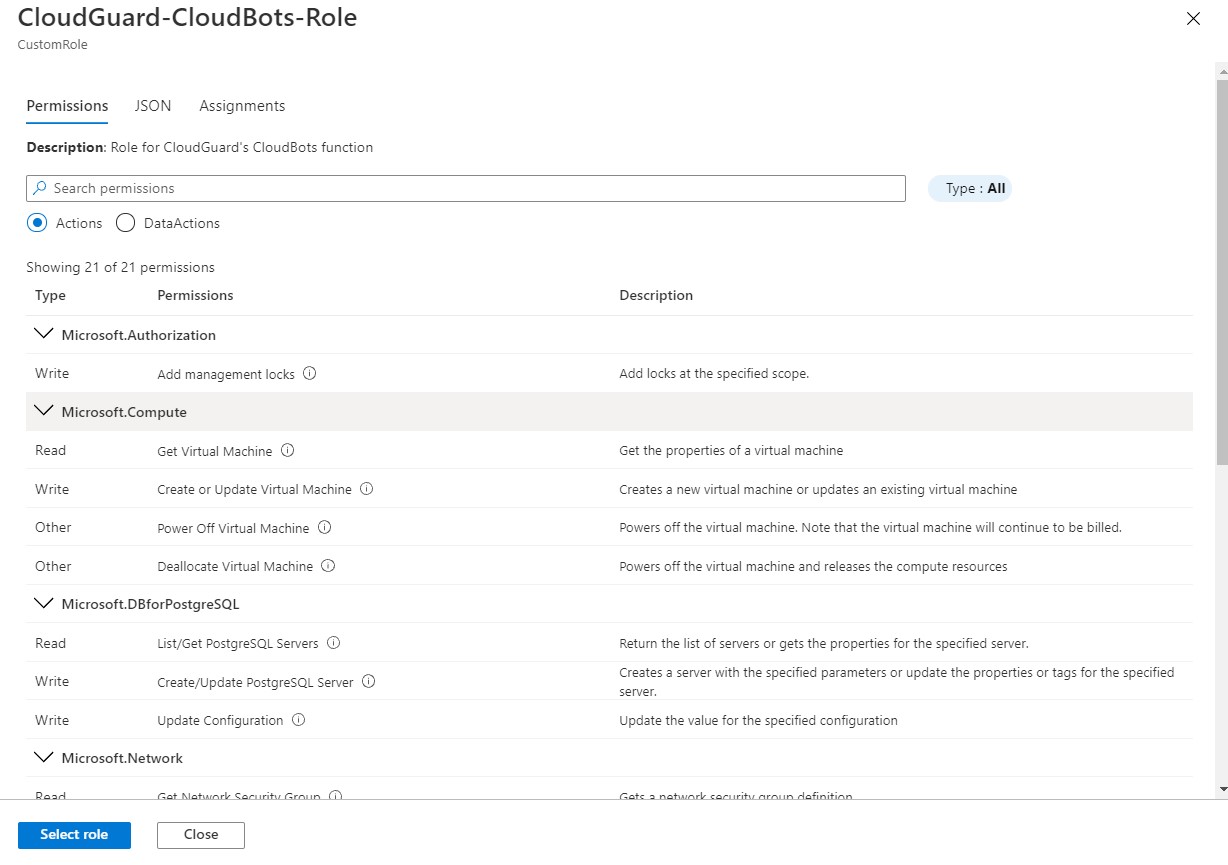 CloudGuard-CloudBots-Role
CustomRole
Permissions JSON Assignments
Description: Role for CloudGuard's CloudBots function
Search permissions Type : All
Actions DataActions
Showing 21 of 21 permissions
Type Permissions Description
Microsoft.Authorization
Write Add management locks Add locks at the specified scope.
Microsoft.Compute
Read Get Virtual Machine Get the properties of a virtual machine
Write Create or Update Virtual Machine Creates a new virtual machine or updates an existing virtual machine
Other Power Off Virtual Machine Powers off the virtual machine. Note that the virtual machine will continue to be billed.
Other Deallocate Virtual Machine Powers off the virtual machine and releases the compute resources
Microsoft.DBforPostgreSQL
Read List/Get PostgreSQL Servers Return the list of servers or gets the properties for the specified server.
Write Create/Update PostgreSQL Server Creates a server with the specified parameters or update the properties or tags for the specified
server.
Write Update Configuration Update the value for the specified configuration
Microsoft.Network
Read Get Network Security Group Gets a network security group definition
Select role Close